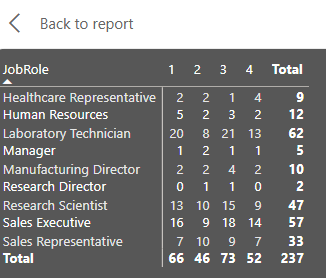 Back to report
JobRole 1 2 3 4 Total
Healthcare Representative 2 2 1 4 9
Human Resources 5 2 3 2 12
Laboratory Technician 20 8 21 13 62
Manager 1 2 1 1 5
Manufacturing Director 2 2 4 2 10
Research Director 0 1 1 0 2
Research Scientist 13 10 15 9 47
Sales Executive 16 9 18 14 57
Sales Representative 7 10 9 7 33
Total 66 46 73 52 237